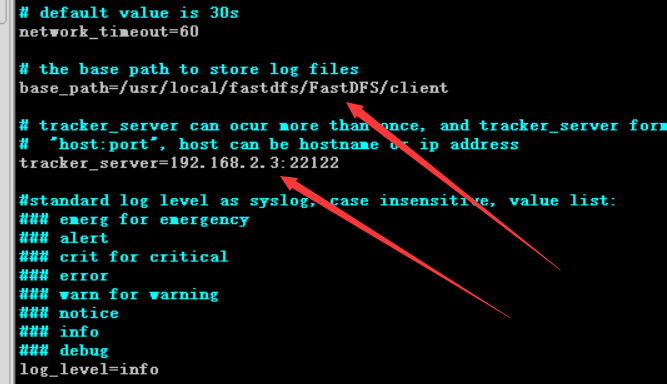 # default value is 30s
network_timeout=60
# the base path to store log files
base_path=/usr/local/fastdfs/FastDFS/client
# tracker_server can ocur more than once, and tracker_server form
#  "host:port", host can be hostname or ip address
tracker_server=192.168.2.3:22122
#standard log level as syslog, case insensitive, value list:
### emerg for emergency
### alert
### crit for critical
### error
### warn for warning
### notice
### info
### debug
log_level=info